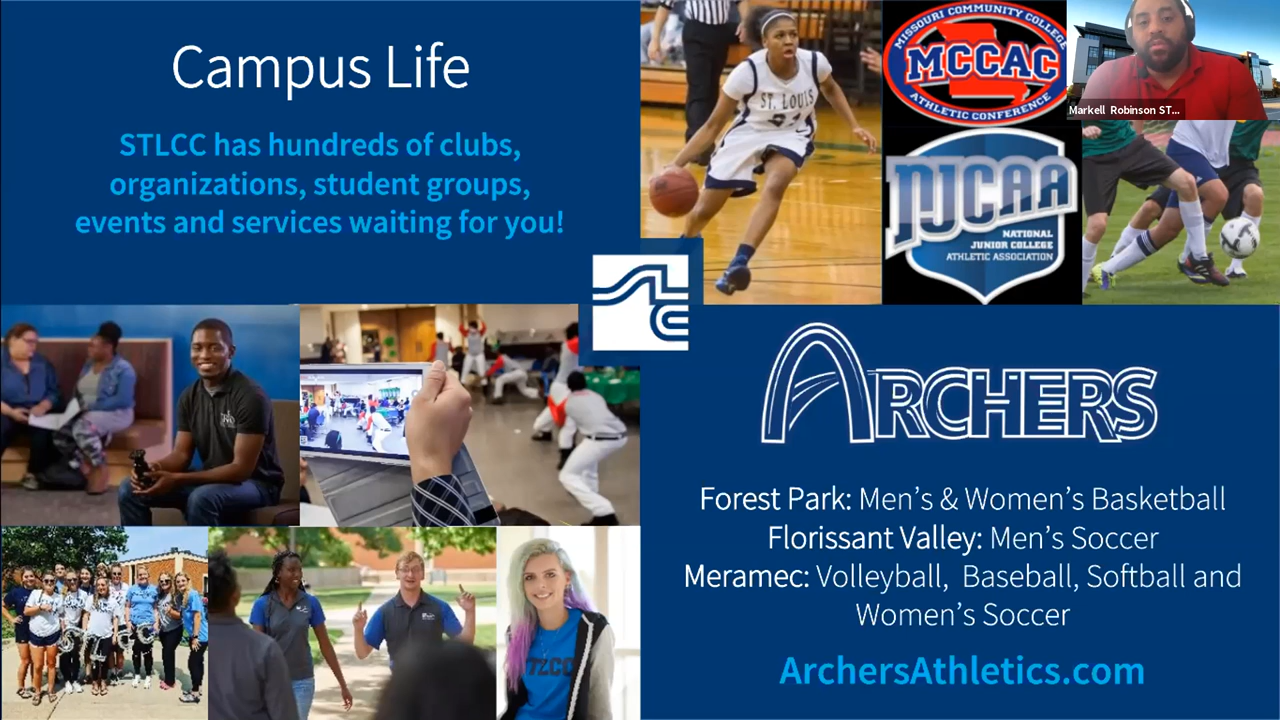 Campus Life
STLCC has hundreds of clubs,
organizations, student groups,
events and services waiting for you!
ST. LOUIS
MISSOURI COMMUNITY COLLEGE
MCCAC
ATHLETIC CONFERENCE
NJCAA
NATIONAL
JUNIOR COLLEGE
ATHLETIC ASSOCIATION
Markell Robinson ST...
ARCHERS
Forest Park: Men's & Women's Basketball
Florissant Valley: Men's Soccer
Meramec: Volleyball, Baseball, Softball and
Women's Soccer
ArchersAthletics.com
STLCC
STLCC